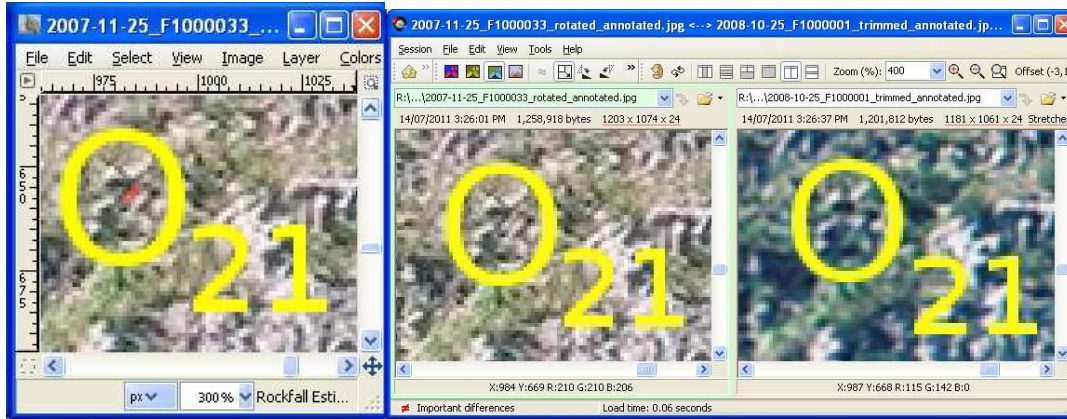 2007-11-25_F1000033_...
File Edit Select View Image Layer Colors
975 1000 1025
650
675
21
px 300% Rockfall Esti...
2007-11-25_F1000033_rotated_annotated.jpg <--> 2008-10-25_F1000001_trimmed_annotated.jp...
Session File Edit View Tools Help
Zoom (%): 400 Offset (-3,1
R:\...\2007-11-25_F1000033_rotated_annotated.jpg
14/07/2011 3:26:01 PM 1,258,918 bytes 1203 x 1074 x 24
21
X:984 Y:669 R:210 G:210 B:206
R:\...\2008-10-25_F1000001_trimmed_annotated.jpg
14/07/2011 3:26:37 PM 1,201,812 bytes 1181 x 1061 x 24 Stretche
21
X:987 Y:668 R:115 G:142 B:0
Important differences Load time: 0.06 seconds